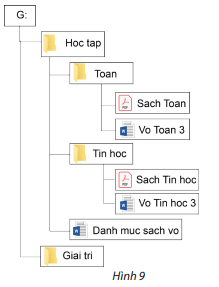 G:
Hoc tap
Toan
Sach Toan
Vo Toan 3
Tin hoc
Sach Tin hoc
Vo Tin hoc 3
Danh muc sach vo
Giai tri
Hình 9